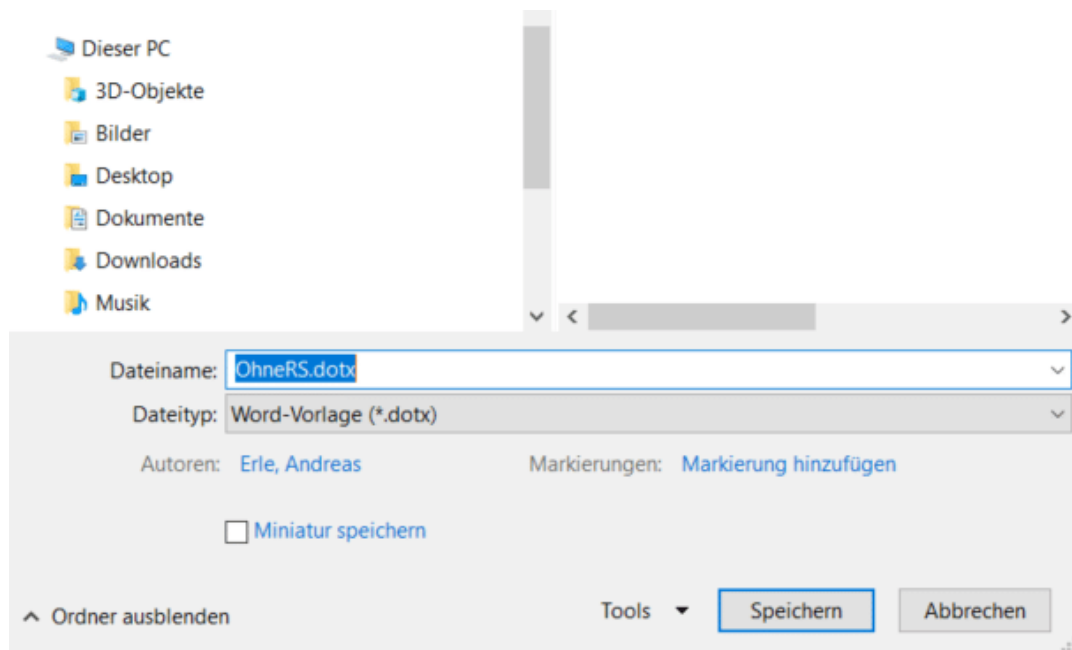 Dieser PC
3D-Objekte
Bilder
Desktop
Dokumente
Downloads
Musik
Dateiname: OhneRS.dotx
Dateityp: Word-Vorlage (*.dotx)
Autoren: Erle, Andreas Markierungen: Markierung hinzufügen
Miniatur speichern
Ordner ausblenden Tools Speichern Abbrechen